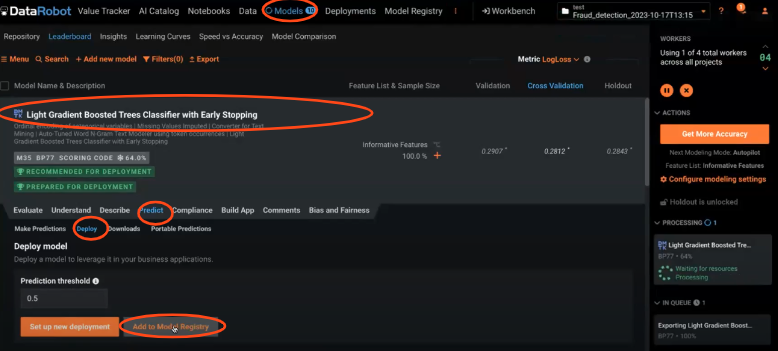 DataRobot Value Tracker AI Catalog Notebooks Data Models 10 Deployments Model Registry Workbench test
Fraud_detection_2023-10-17T13:15 ?
Repository Leaderboard Insights Learning Curves Speed vs Accuracy Model Comparison
Menu Search + Add new model Filters(0) Export Metric LogLoss
Model Name & Description Feature List & Sample Size Validation Cross Validation Holdout
Light Gradient Boosted Trees Classifier with Early Stopping
Ordinal encoding of categorical variables | Missing Values Imputed | Converter for Text
Mining | Auto-Tuned Word N-Gram Text Modeler using token occurrences | Light
Gradient Boosted Trees Classifier with Early Stopping
Informative Features
100.0 % +
0.2907 * 0.2812 * 0.2843 *
M35 BP77 SCORING CODE 64.0%
RECOMMENDED FOR DEPLOYMENT
PREPARED FOR DEPLOYMENT
Evaluate Understand Describe Predict Compliance Build App Comments Bias and Fairness
Make Predictions Deploy Downloads Portable Predictions
Deploy model
Deploy a model to leverage it in your business applications.
Prediction threshold
0.5
Set up new deployment Add to Model Registry
WORKERS
Using 1 of 4 total workers
across all projects
04
ACTIONS
Get More Accuracy
Next Modeling Mode: Autopilot
Feature List: Informative Features
Configure modeling settings
Holdout is unlocked
PROCESSING 1
Light Gradient Boosted Tre...
BP77 • 64%
Waiting for resources
Processing
IN QUEUE 1
Exporting Light Gradient Boost...
BP77 • 100%